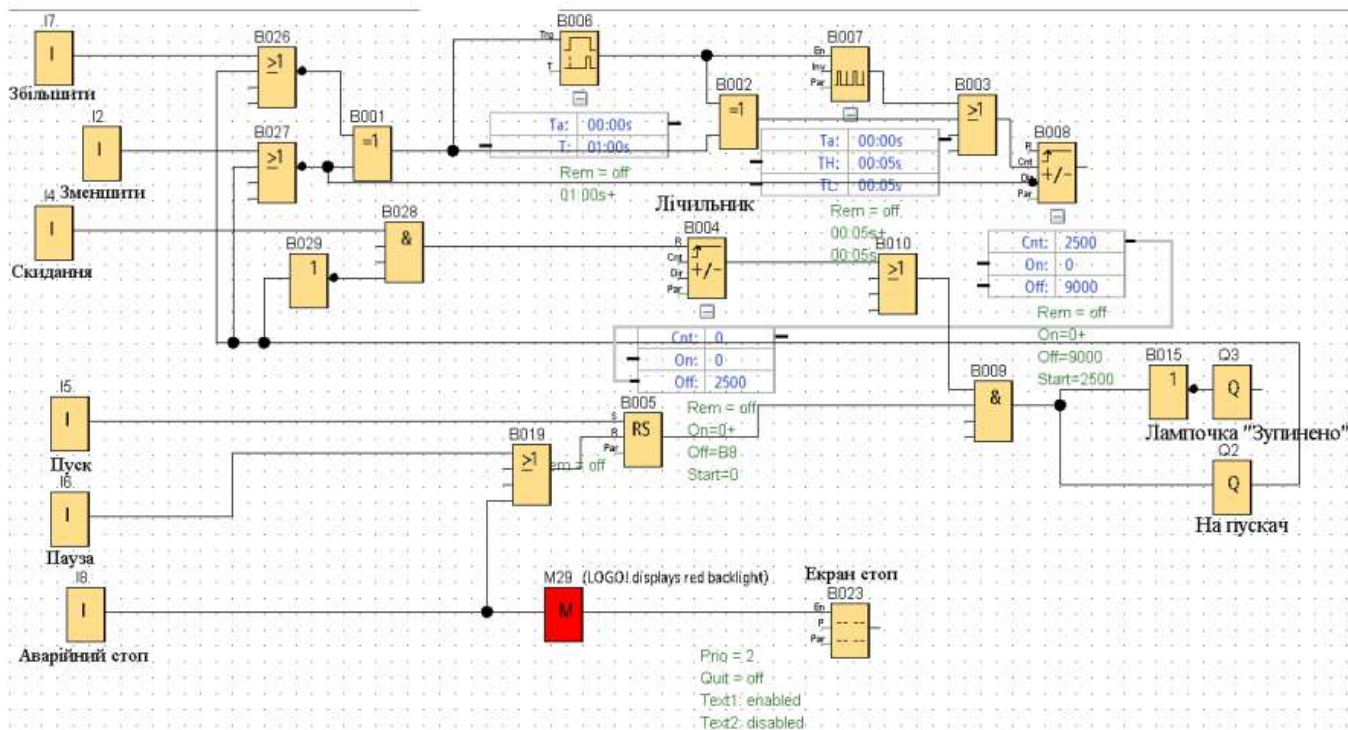 I7.
I
Збільшити
I2.
I
Зменшити
I4.
I
Скидання
B026
≥1
B027
≥1
B001
=1
B006
Trg
T
Ta: 00:00s
T: 01:00s
Rem = off
01:00s+
B002
=1
B007
En
Inv
Par
Ta: 00:00s
TH: 00:05s
TL: 00:05s
Rem = off
00:05s+
00:05s
B003
≥1
B008
R
Cnt
Dir
Par
+/-
Cnt: 2500
On: 0
Off: 9000
Rem = off
On=0+
Off=9000
Start=2500
B028
&
B029
1
Лічильник
B004
R
Cnt
Dir
Par
+/-
Cnt: 0
On: 0
Off: 2500
Rem = off
On=0+
Off=B8
Start=0
B010
≥1
B009
&
B015
1
Q3
Q
Лампочка "Зупинено"
Q2
Q
На пускач
I5.
I
Пуск
I6.
I
Пауза
I8.
I
Аварійний стоп
B019
≥1
B005
S
R
Par
RS
Rem = off
M29 (LOGO! displays red backlight)
M
Екран стоп
B023
En
P
Par
Prio = 2
Quit = off
Text1: enabled
Text2: disabled